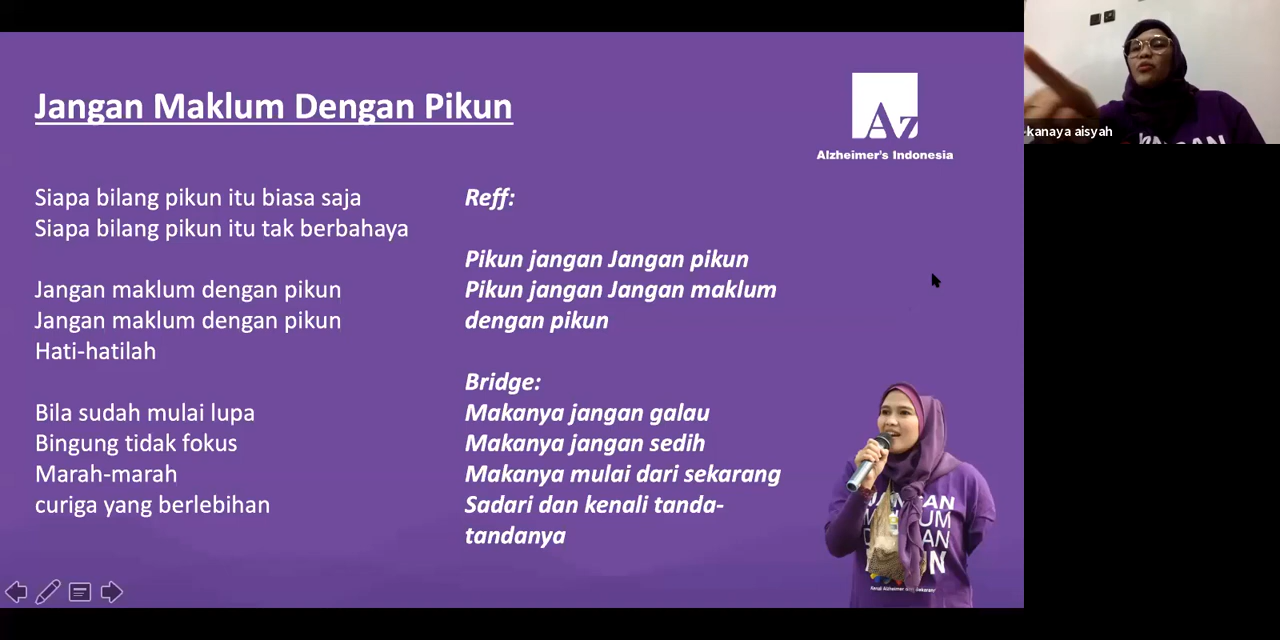 Jangan Maklum Dengan Pikun
Az
Alzheimer's Indonesia
Siapa bilang pikun itu biasa saja
Siapa bilang pikun itu tak berbahaya
Jangan maklum dengan pikun
Jangan maklum dengan pikun
Hati-hatilah
Bila sudah mulai lupa
Bingung tidak fokus
Marah-marah
curiga yang berlebihan
Reff:
Pikun jangan Jangan pikun
Pikun jangan Jangan maklum
dengan pikun
Bridge:
Makanya jangan galau
Makanya jangan sedih
Makanya mulai dari sekarang
Sadari dan kenali tanda-
tandanya
kanaya aisyah